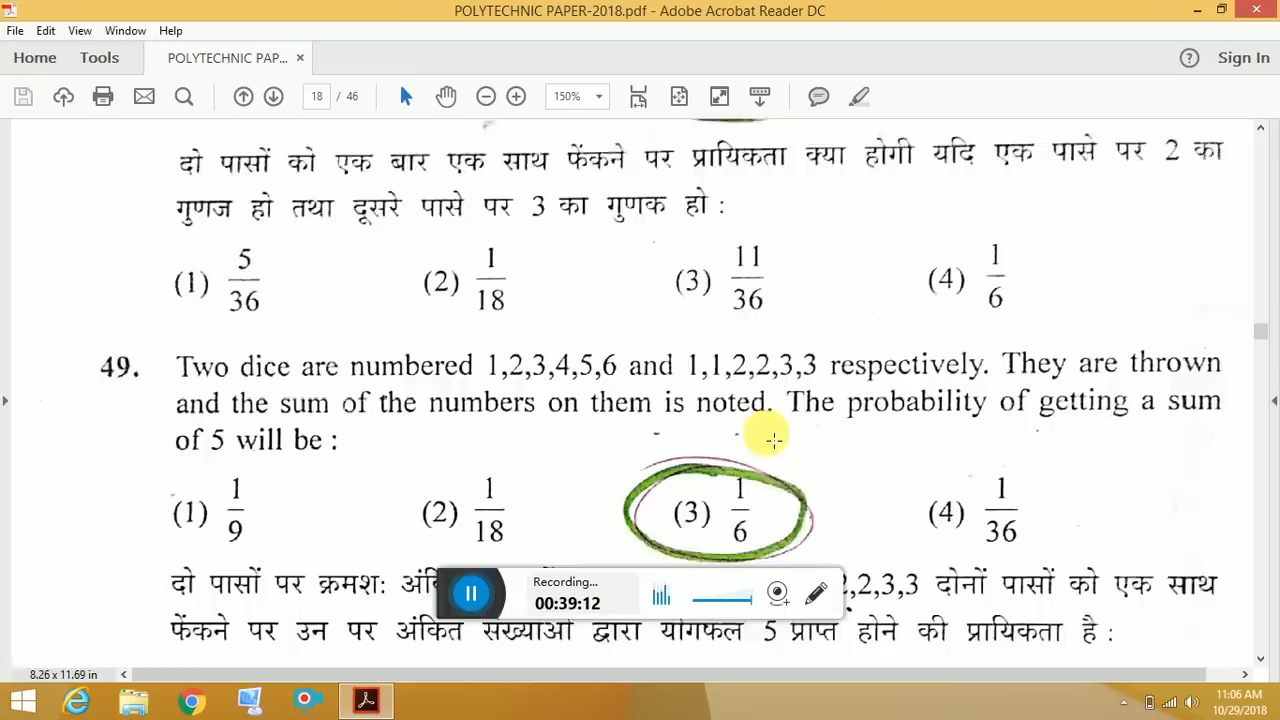 POLYTECHNIC PAPER-2018.pdf - Adobe Acrobat Reader DC
File Edit View Window Help
Home Tools POLYTECHNIC PAP... × Sign In
18 / 46 150%
दो पासों को एक बार एक साथ फेंकने पर प्रायिकता क्या होगी यदि एक पासे पर 2 का
गुणज हो तथा दूसरे पासे पर 3 का गुणक हो :
(1) 5/36 (2) 1/18 (3) 11/36 (4) 1/6
49. Two dice are numbered 1,2,3,4,5,6 and 1,1,2,2,3,3 respectively. They are thrown
and the sum of the numbers on them is noted. The probability of getting a sum
of 5 will be :
(1) 1/9 (2) 1/18 (3) 1/6 (4) 1/36
दो पासों पर क्रमशः 2,2,3,3 दोनों पासों को एक साथ
Recording...
00:39:12
फेंकने पर उन पर अंकित संख्याओं द्वारा योगफल 5 प्राप्त होने की प्रायिकता है :
8.26 x 11.69 in
11:06 AM
10/29/2018